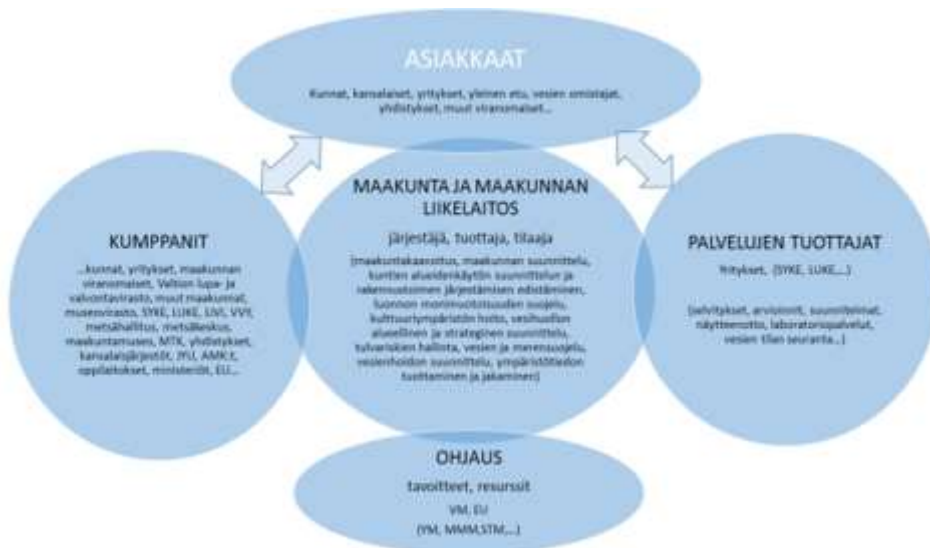 ASIAKKAAT
Kunnat, kansalaiset, yritykset, yleinen etu, vesien omistajat,
yhdistykset, muut viranomaiset...
MAAKUNTA JA MAAKUNNAN
LIIKELAITOS
järjestäjä, tuottaja, tilaaja
(maakuntakaavoitus, maakunnan suunnittelu,
kuntien alueidenkäytön suunnittelun ja
rakennustoimen järjestämisen edistäminen,
luonnon monimuotoisuuden suojelu,
kulttuuriympäristön hoito, vesihuollon
alueellinen ja strateginen suunnittelu,
tulvariskien hallinta, vesien ja merensuojelu,
vesienhoidon suunnittelu, ympäristötiedon
tuottaminen ja jakaminen)
KUMPPANIT
...kunnat, yritykset, maakunnan
viranomaiset, Valtion lupa- ja
valvontavirasto, muut maakunnat,
museovirasto, SYKE, LUKE, LIVI, VVY,
metsähallitus, metsäkeskus,
maakuntamuseo, MTK, yhdistykset,
kansalaisjärjestöt, JYU, AMK:t,
oppilaitokset, ministeriöt, EU...
PALVELUJEN TUOTTAJAT
Yritykset, (SYKE, LUKE,...)
(selvitykset, arvioinnit, suunnitelmat,
näytteenotto, laboratoriopalvelut,
vesien tilan seuranta...)
OHJAUS
tavoitteet, resurssit
VM, EU
(YM, MMM,STM,...)